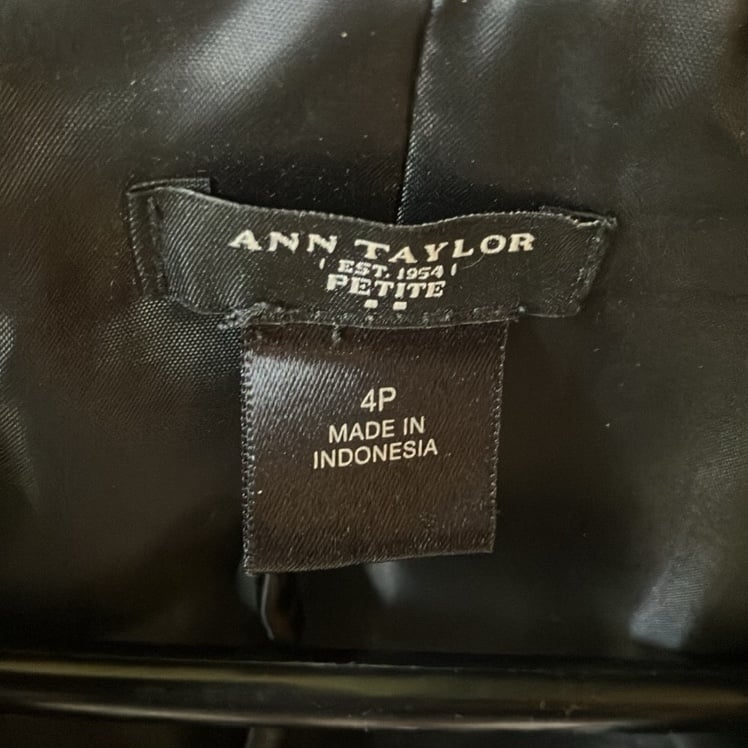 ANN TAYLOR
EST. 1954
PETITE
4P
MADE IN
INDONESIA